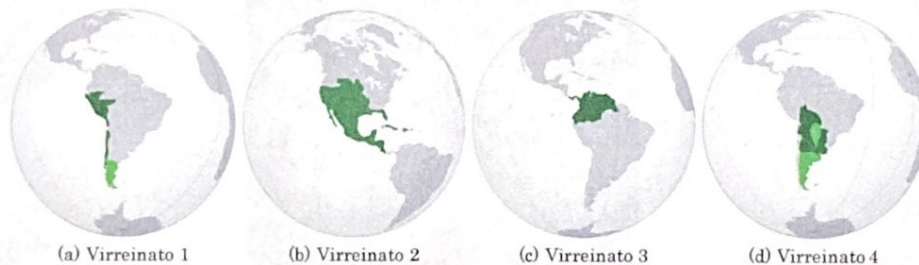 (a) Virreinato 1
(b) Virreinato 2
(c) Virreinato 3
(d) Virreinato 4